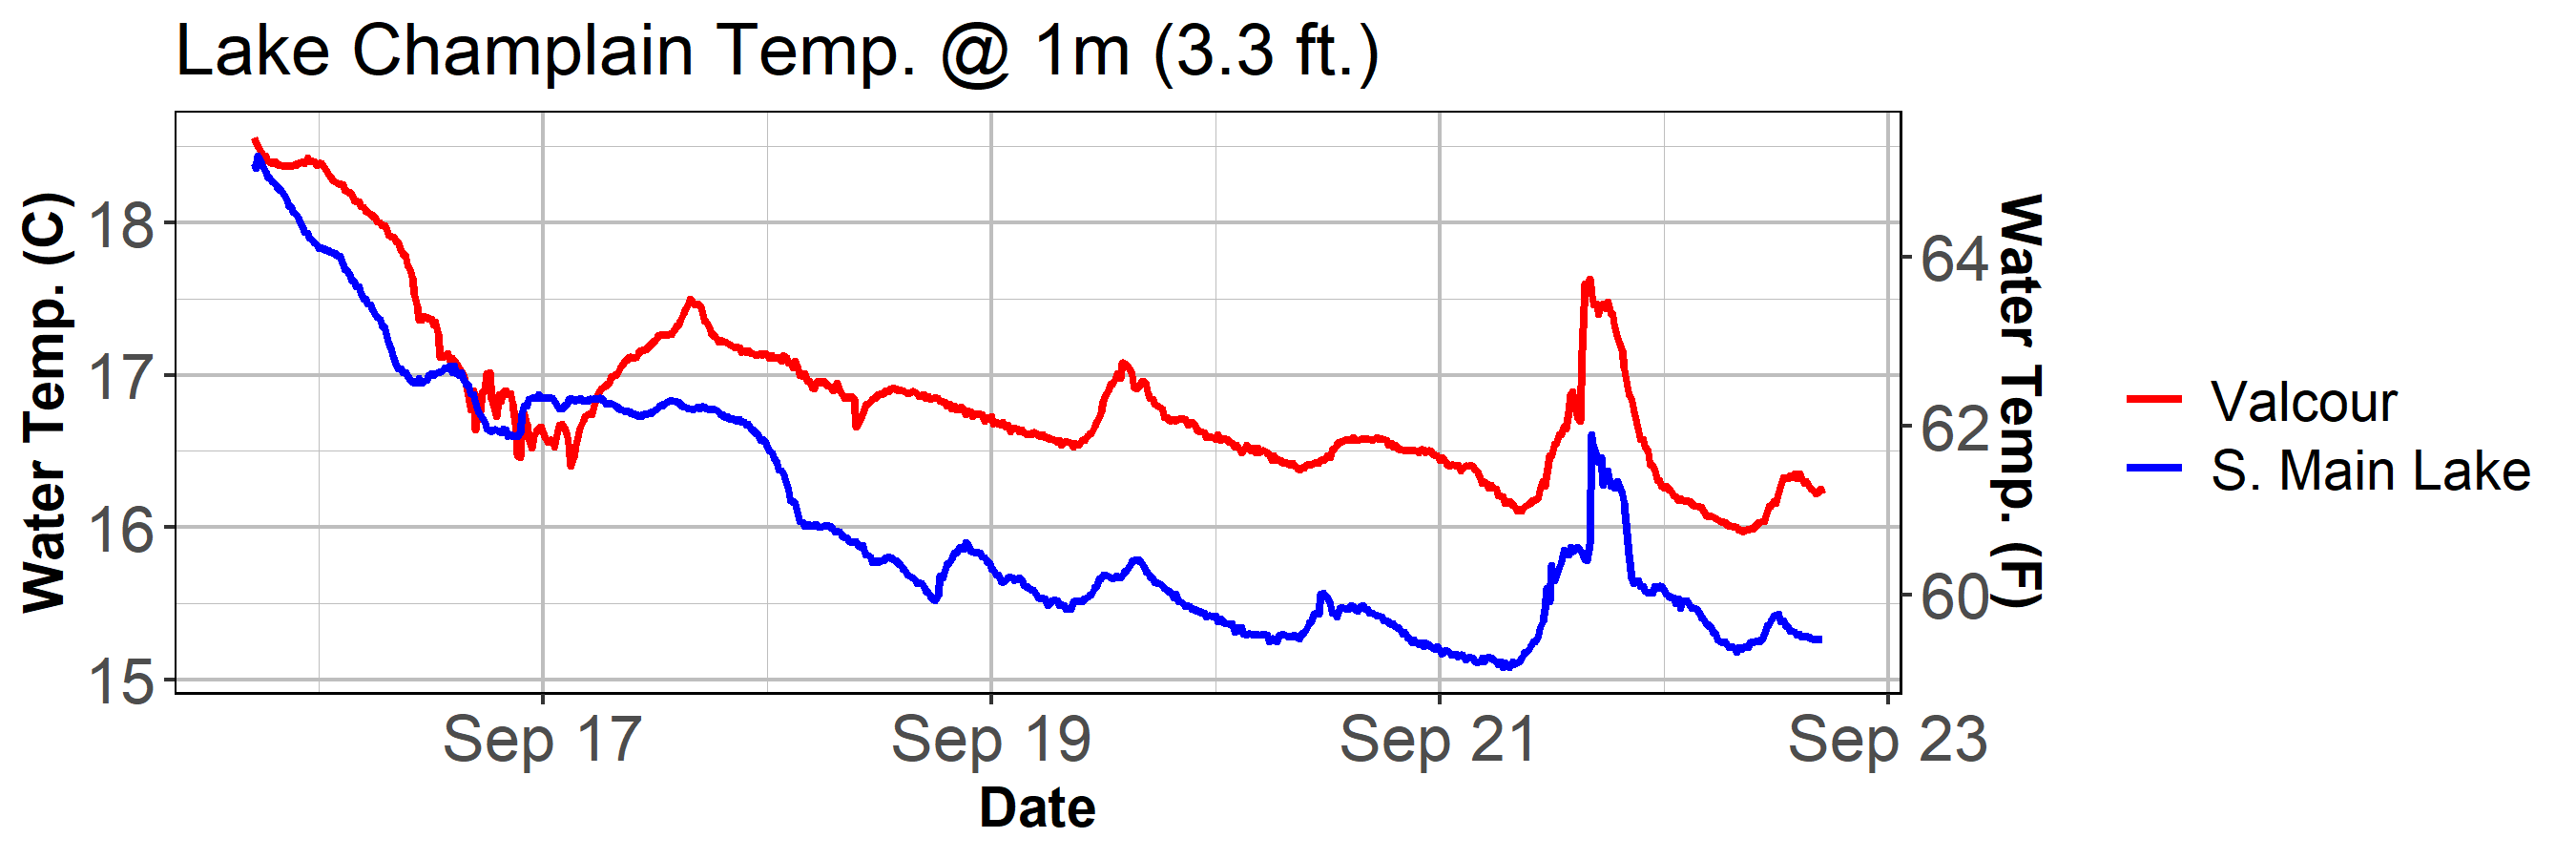 Lake Champlain Temp. @ 1m (3.3 ft.)
Water Temp. (C)
18
17
16
15
64
62
60
Water Temp. (F)
Sep 17
Sep 19
Sep 21
Sep 23
Date
Valcour
S. Main Lake